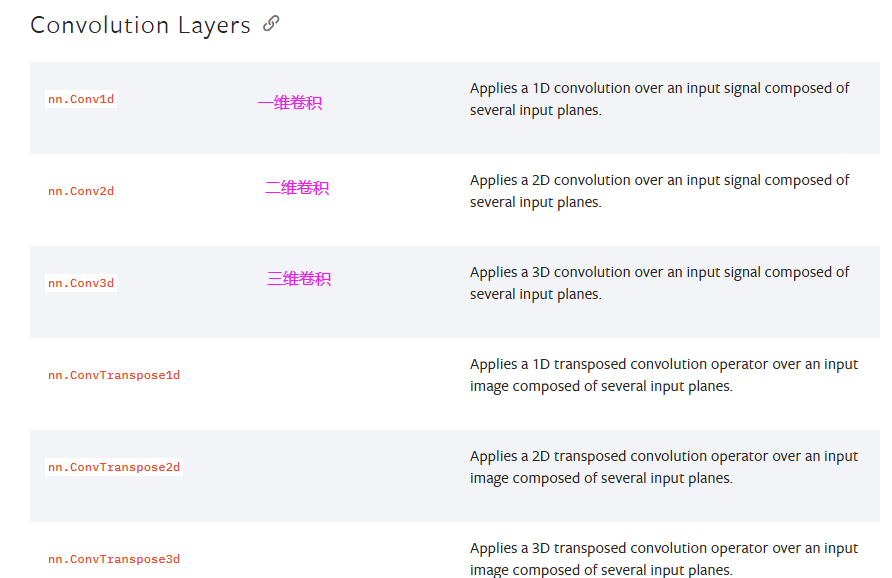 Convolution Layers
nn.Conv1d
一维卷积
Applies a 1D convolution over an input signal composed of
several input planes.
nn.Conv2d
二维卷积
Applies a 2D convolution over an input signal composed of
several input planes.
nn.Conv3d
三维卷积
Applies a 3D convolution over an input signal composed of
several input planes.
nn.ConvTranspose1d
Applies a 1D transposed convolution operator over an input
image composed of several input planes.
nn.ConvTranspose2d
Applies a 2D transposed convolution operator over an input
image composed of several input planes.
nn.ConvTranspose3d
Applies a 3D transposed convolution operator over an input
image composed of several input planes.